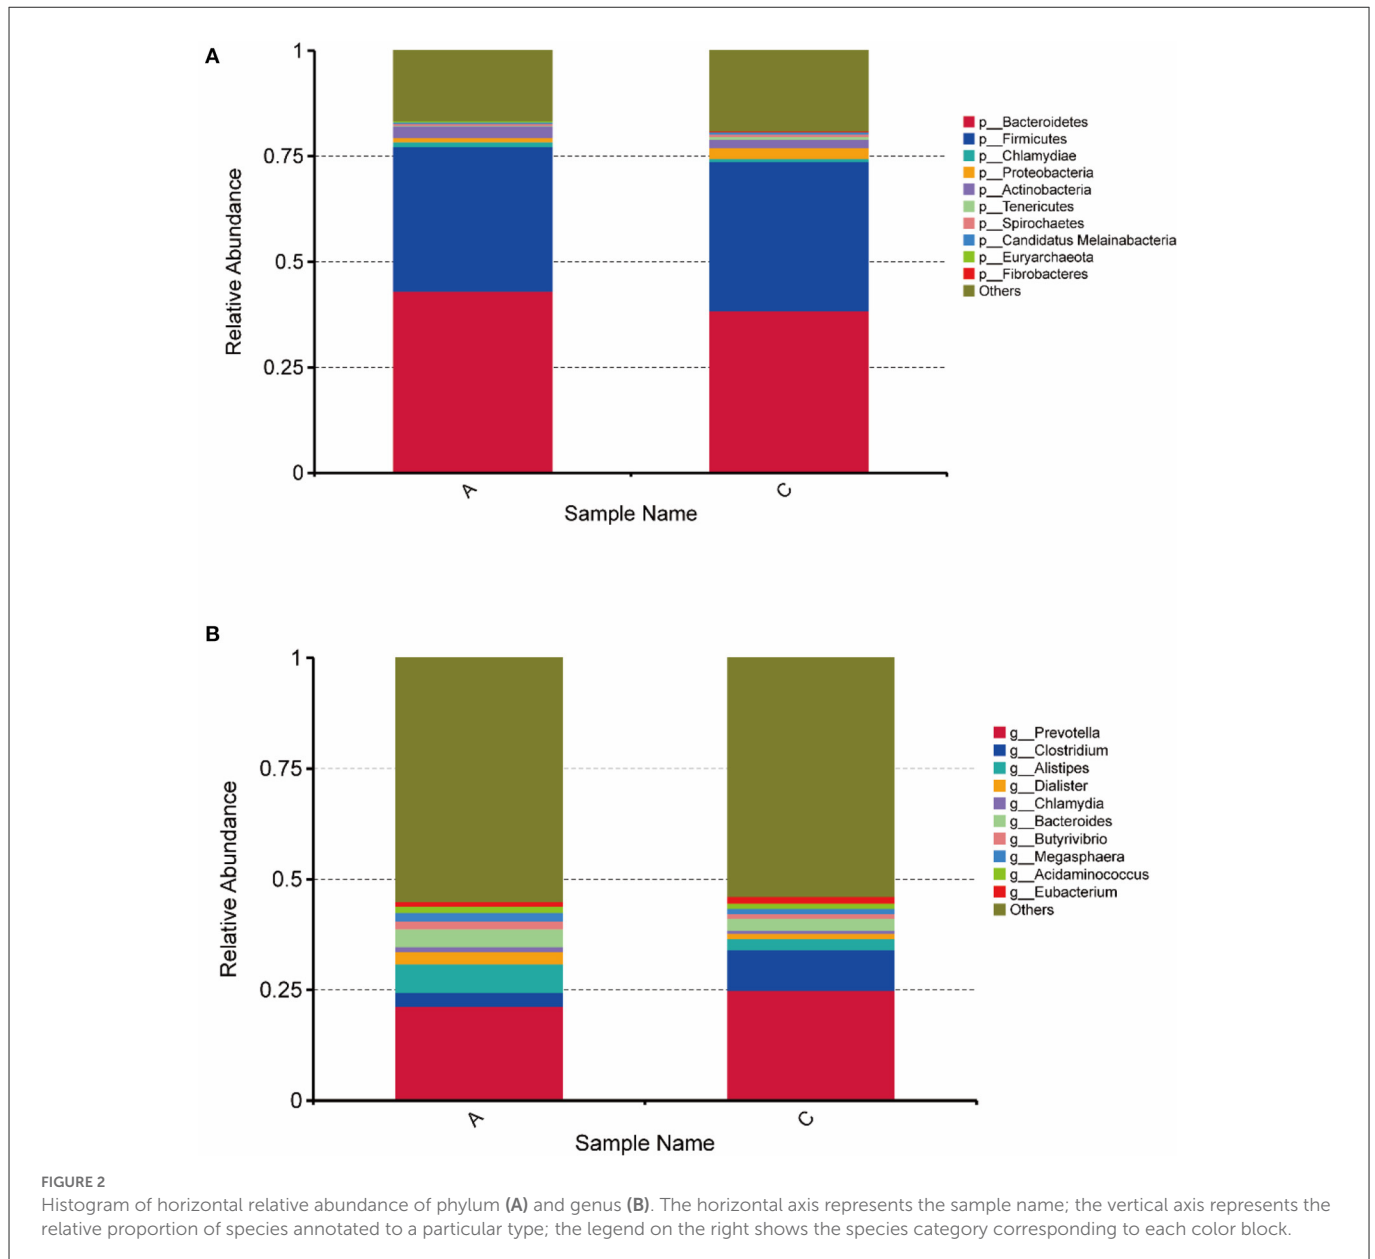 A
1
0.75
0.5
0.25
0
Relative Abundance
A
C
Sample Name
p__Bacteroidetes
p__Firmicutes
p__Chlamydiae
p__Proteobacteria
p__Actinobacteria
p__Tenericutes
p__Spirochaetes
p__Candidatus Melainabacteria
p__Euryarchaeota
p__Fibrobacteres
Others
B
1
0.75
0.5
0.25
0
Relative Abundance
A
C
Sample Name
g__Prevotella
g__Clostridium
g__Alistipes
g__Dialister
g__Chlamydia
g__Bacteroides
g__Butyrivibrio
g__Megasphaera
g__Acidaminococcus
g__Eubacterium
Others
FIGURE 2
Histogram of horizontal relative abundance of phylum (A) and genus (B). The horizontal axis represents the sample name; the vertical axis represents the
relative proportion of species annotated to a particular type; the legend on the right shows the species category corresponding to each color block.